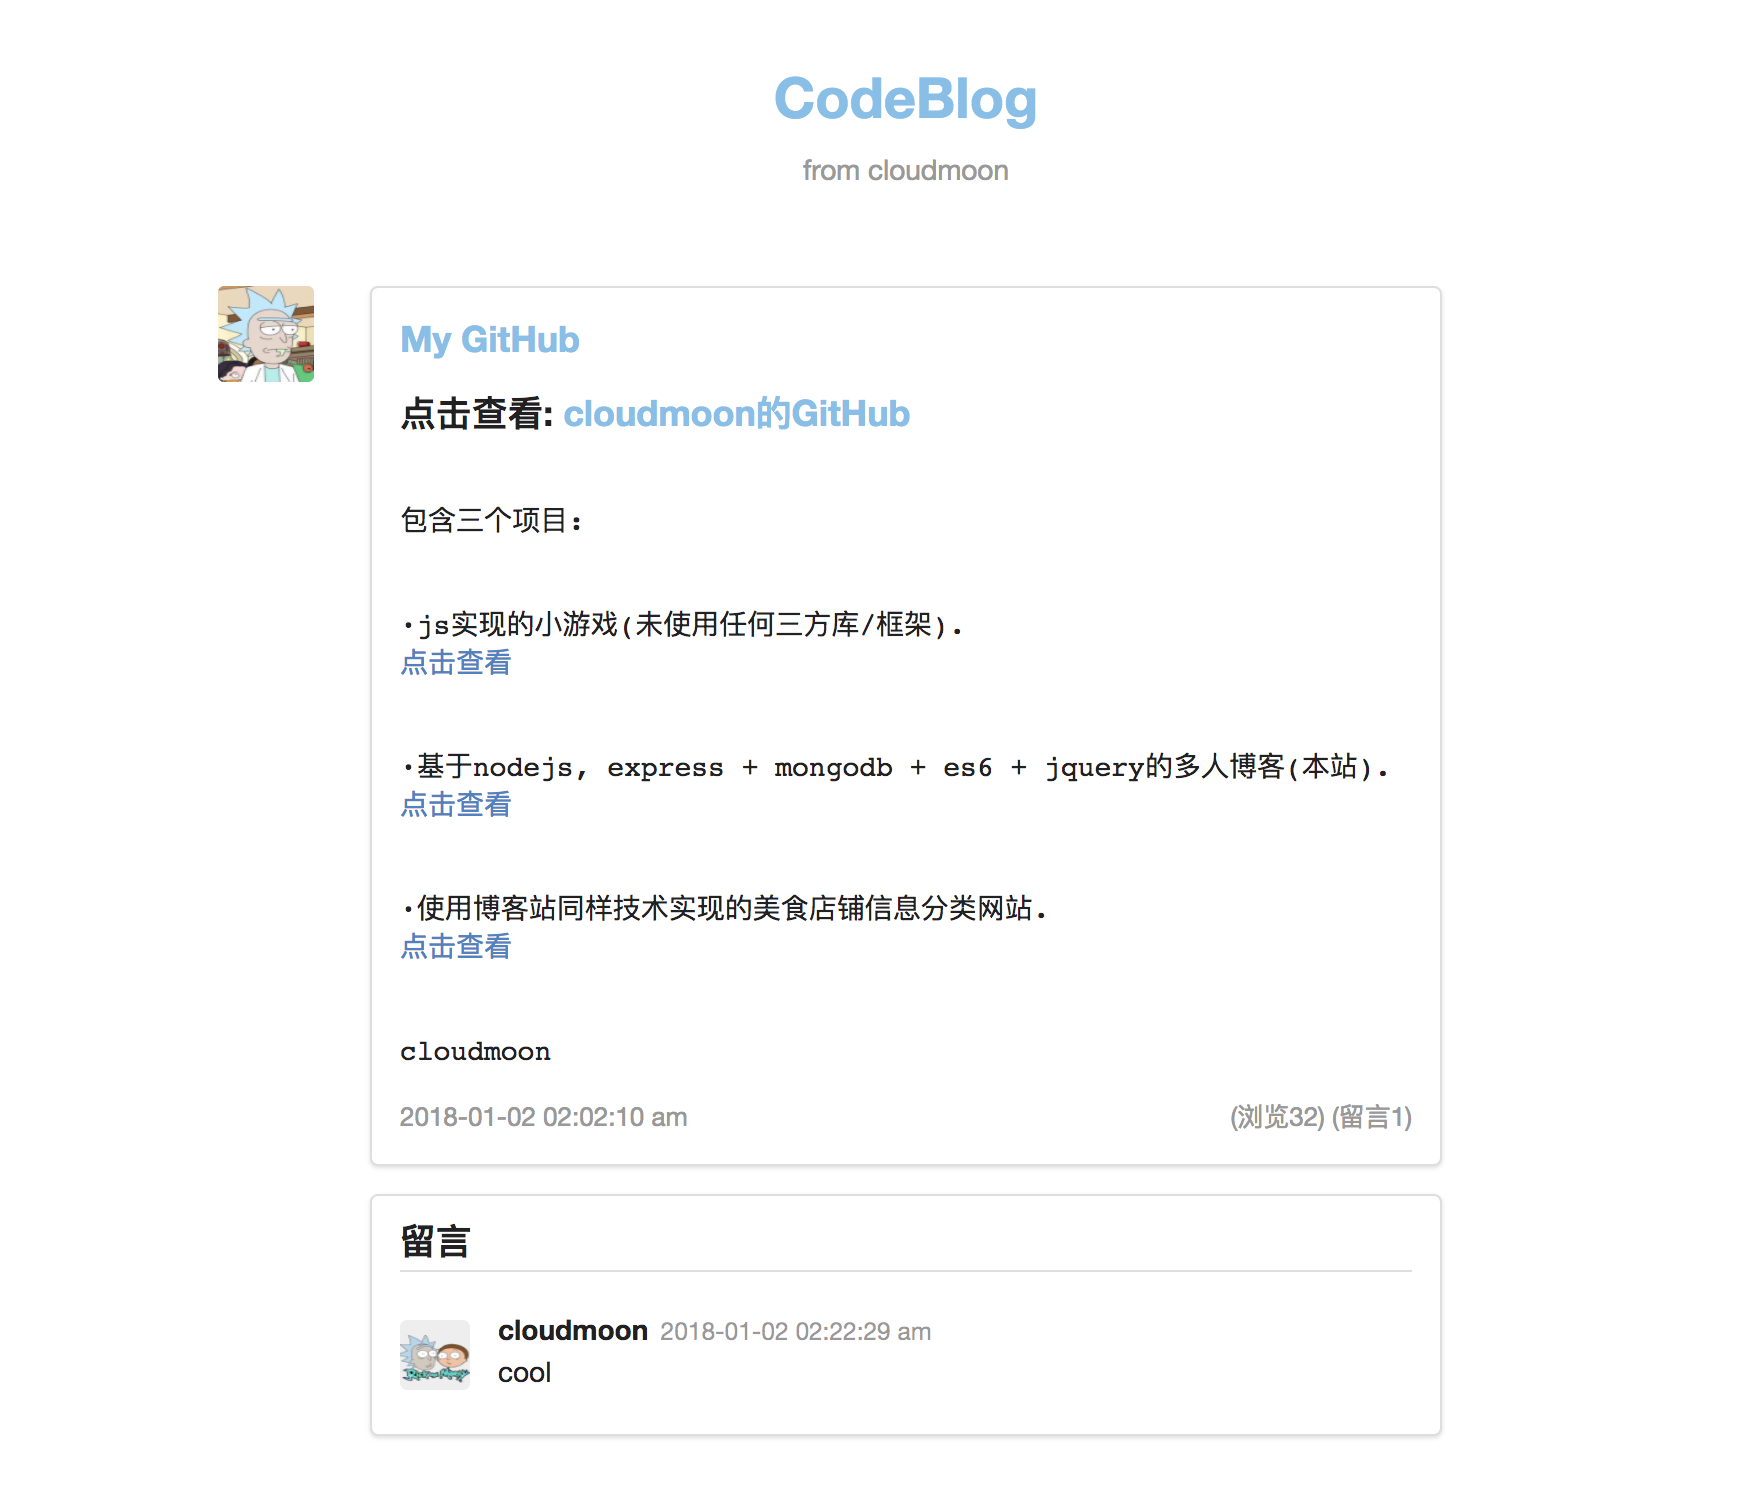 CodeBlog
from cloudmoon
My GitHub
点击查看: cloudmoon的GitHub
包含三个项目:
·js实现的小游戏(未使用任何三方库/框架).
点击查看
·基于nodejs, express + mongodb + es6 + jquery的多人博客(本站).
点击查看
·使用博客站同样技术实现的美食店铺信息分类网站.
点击查看
cloudmoon
2018-01-02 02:02:10 am (浏览32) (留言1)
留言
cloudmoon 2018-01-02 02:22:29 am
cool
Rick and Morty